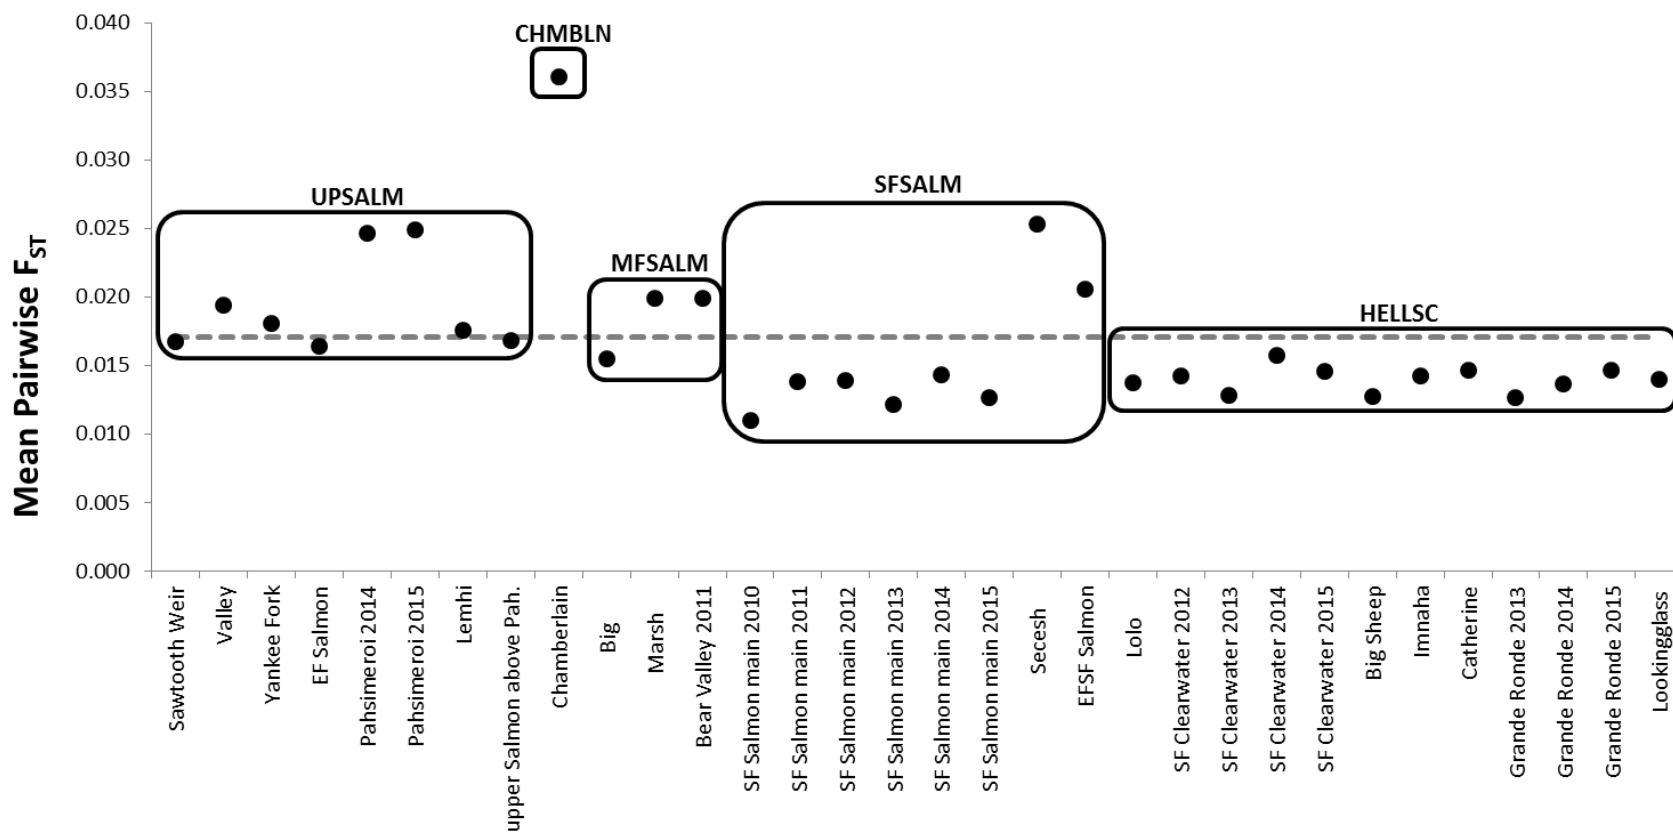 Mean Pairwise FST
0.040
0.035
0.030
0.025
0.020
0.015
0.010
0.005
0.000
CHMBLN
UPSALM
MFSALM
SFSALM
HELLSC
Sawtooth Weir
Valley
Yankee Fork
EF Salmon
Pahsimeroi 2014
Pahsimeroi 2015
Lemhi
upper Salmon above Pah.
Chamberlain
Big
Marsh
Bear Valley 2011
SF Salmon main 2010
SF Salmon main 2011
SF Salmon main 2012
SF Salmon main 2013
SF Salmon main 2014
SF Salmon main 2015
Secesh
EFSF Salmon
Lolo
SF Clearwater 2012
SF Clearwater 2013
SF Clearwater 2014
SF Clearwater 2015
Big Sheep
Imnaha
Catherine
Grande Ronde 2013
Grande Ronde 2014
Grande Ronde 2015
Lookingglass